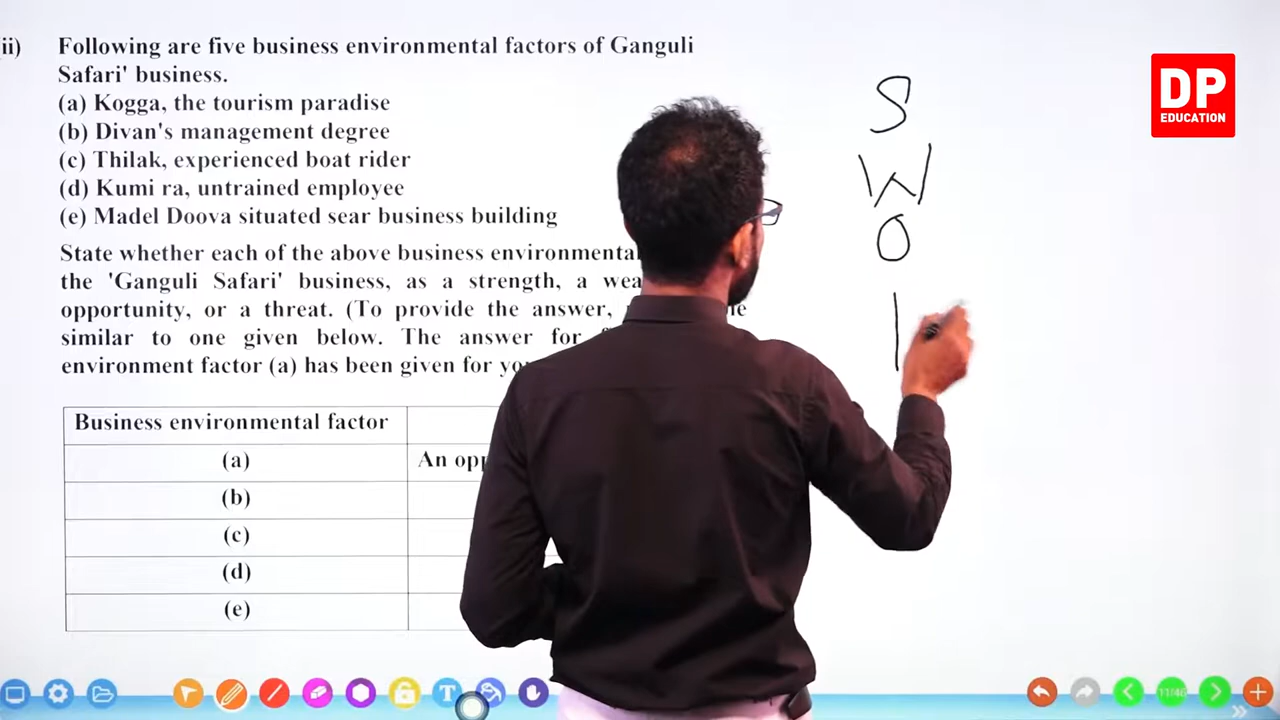 ii) Following are five business environmental factors of Ganguli
Safari' business.
(a) Kogga, the tourism paradise
(b) Divan's management degree
(c) Thilak, experienced boat rider
(d) Kumi ra, untrained employee
(e) Madel Doova situated sear business building
State whether each of the above business environmental
the 'Ganguli Safari' business, as a strength, a
opportunity, or a threat. (To provide the answer,
similar to one given below. The answer for
environment factor (a) has been given for
Business environmental factor
(a) An
(b)
(c)
(d)
(e)
S
W
O
DP
EDUCATION
T
11/46